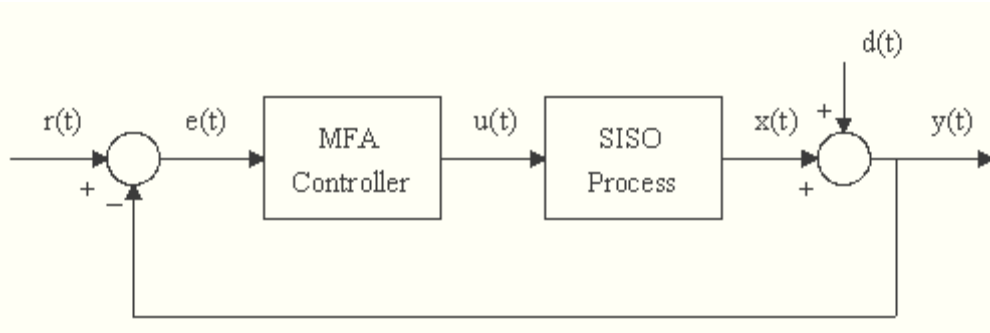 d(t)
r(t)
e(t)
MFA
Controller
u(t)
SISO
Process
x(t)
y(t)
+
+
−
+